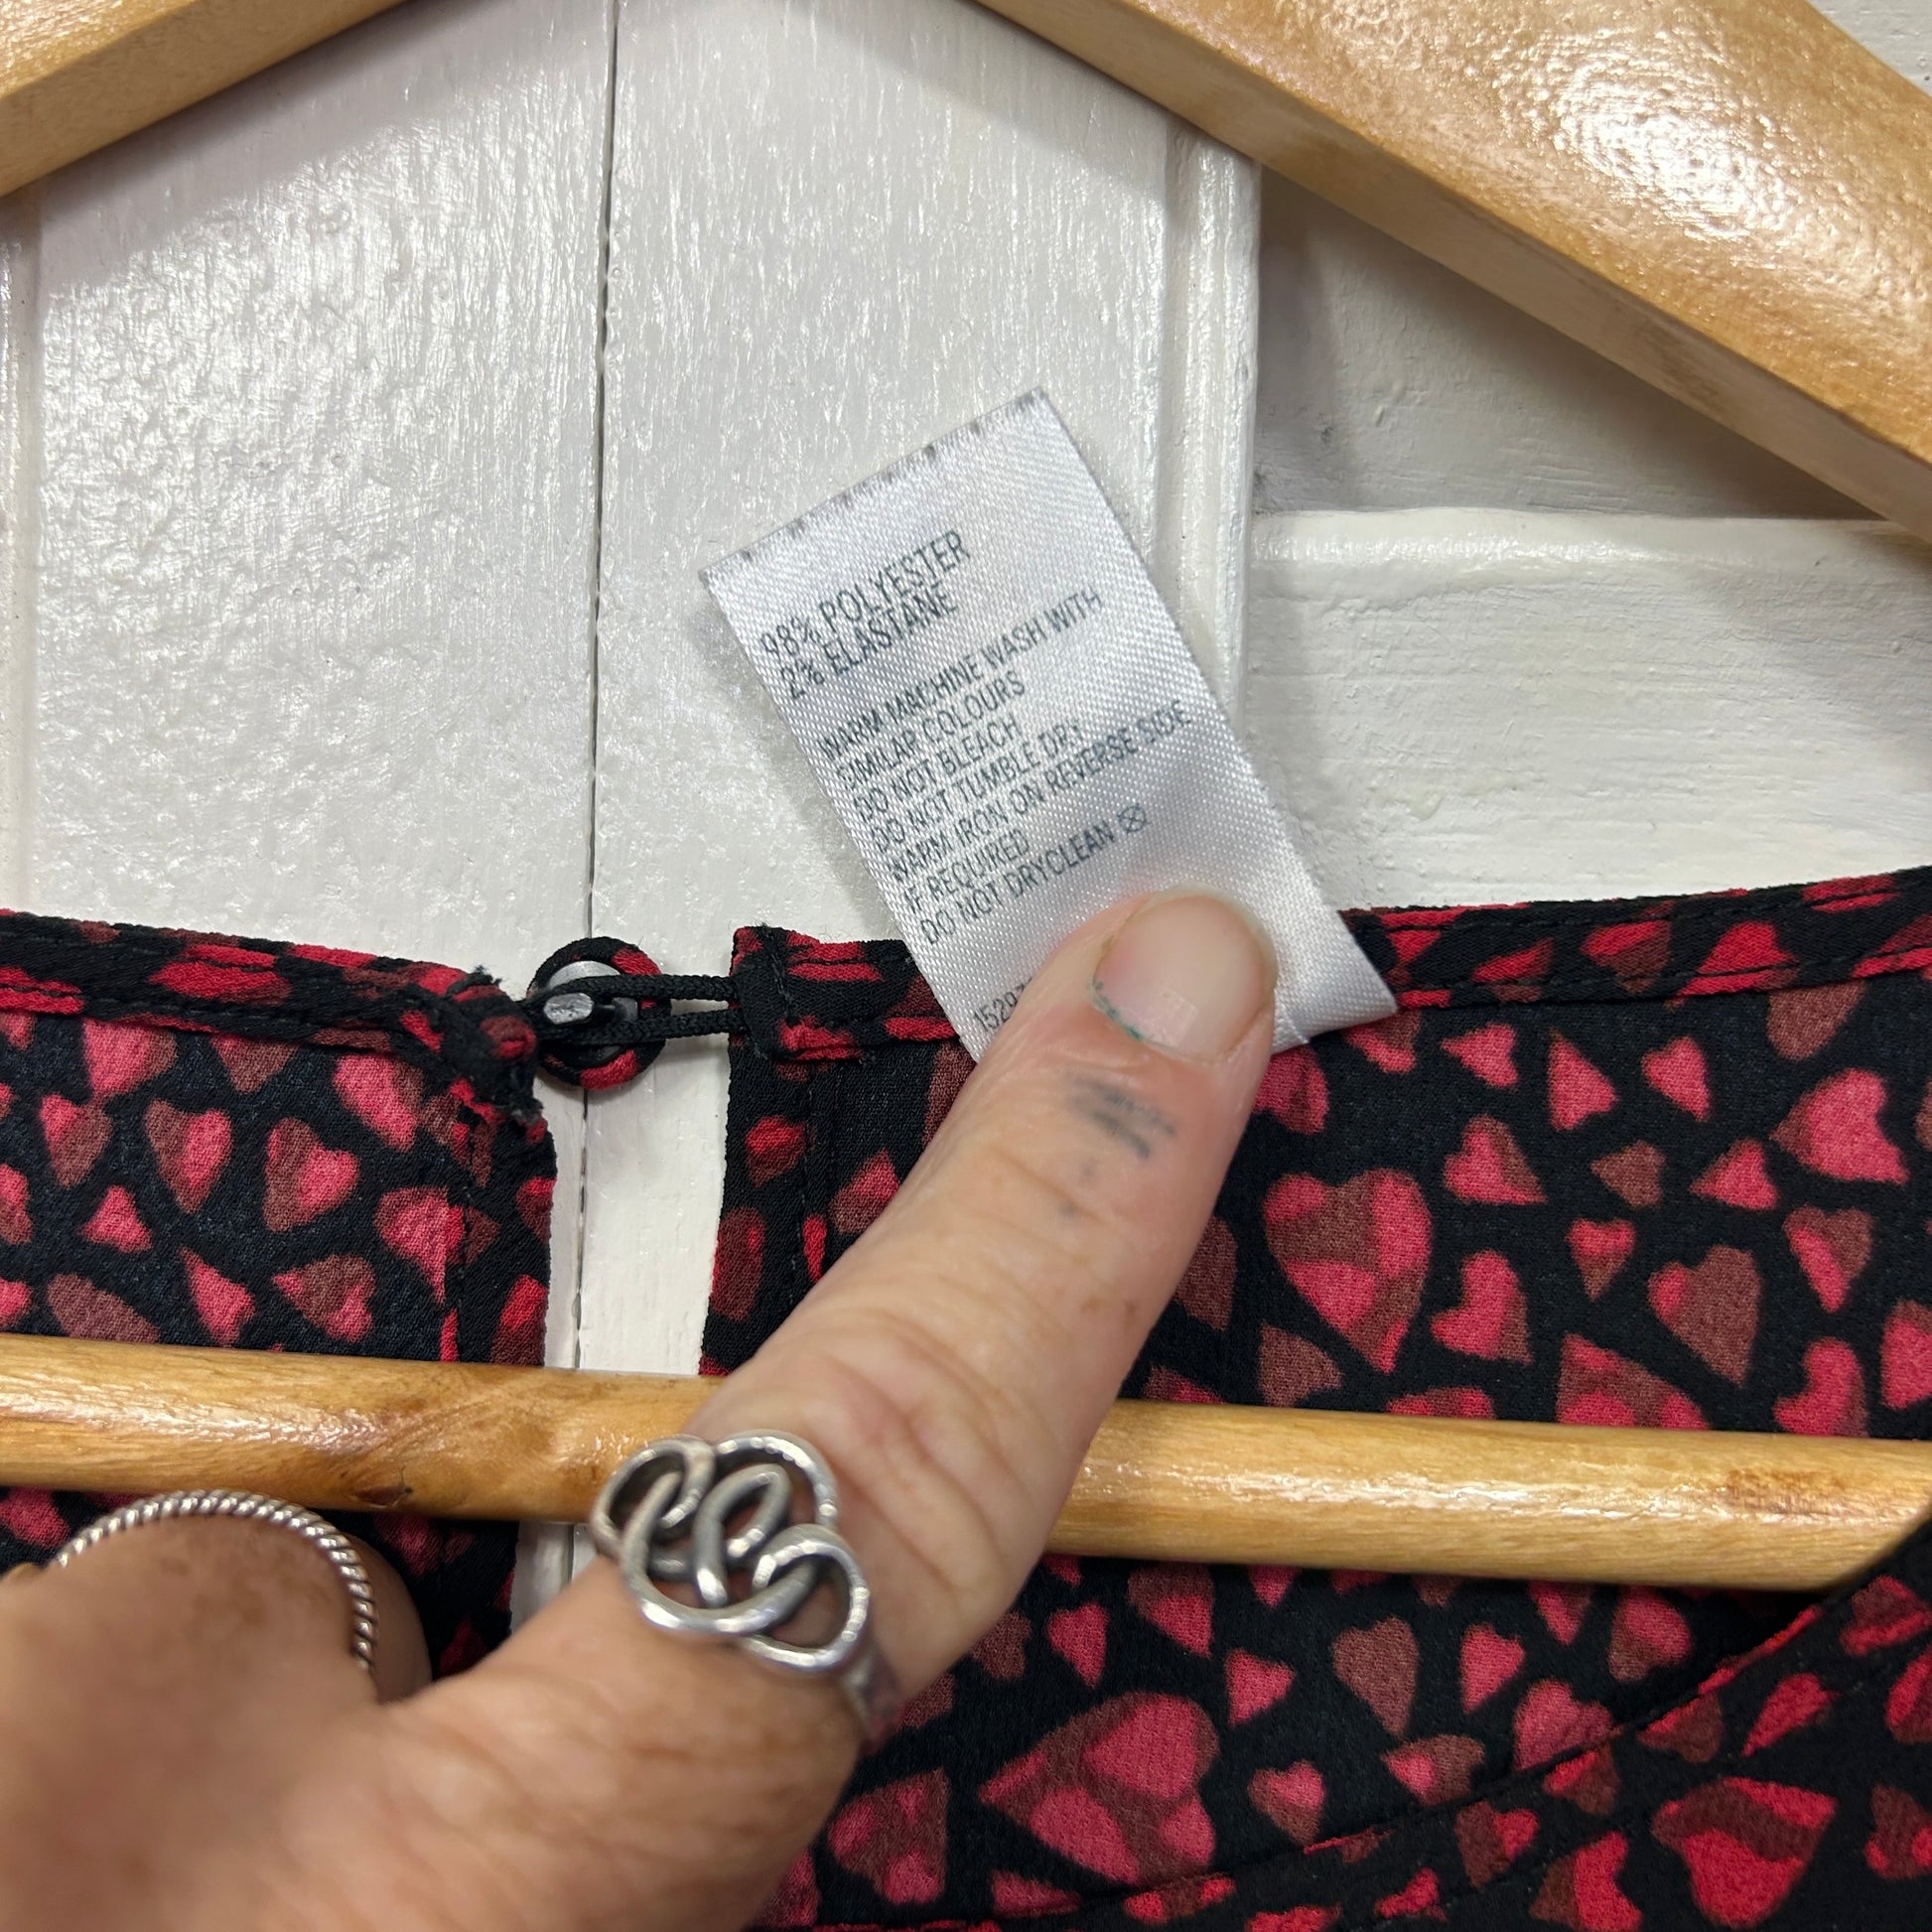 98% POLYESTER
2% ELASTANE
WARM MACHINE WASH WITH
SIMILAR COLOURS
DO NOT BLEACH
DO NOT TUMBLE DRY
WARM IRON ON REVERSE SIDE
IF REQUIRED
DO NOT DRYCLEAN